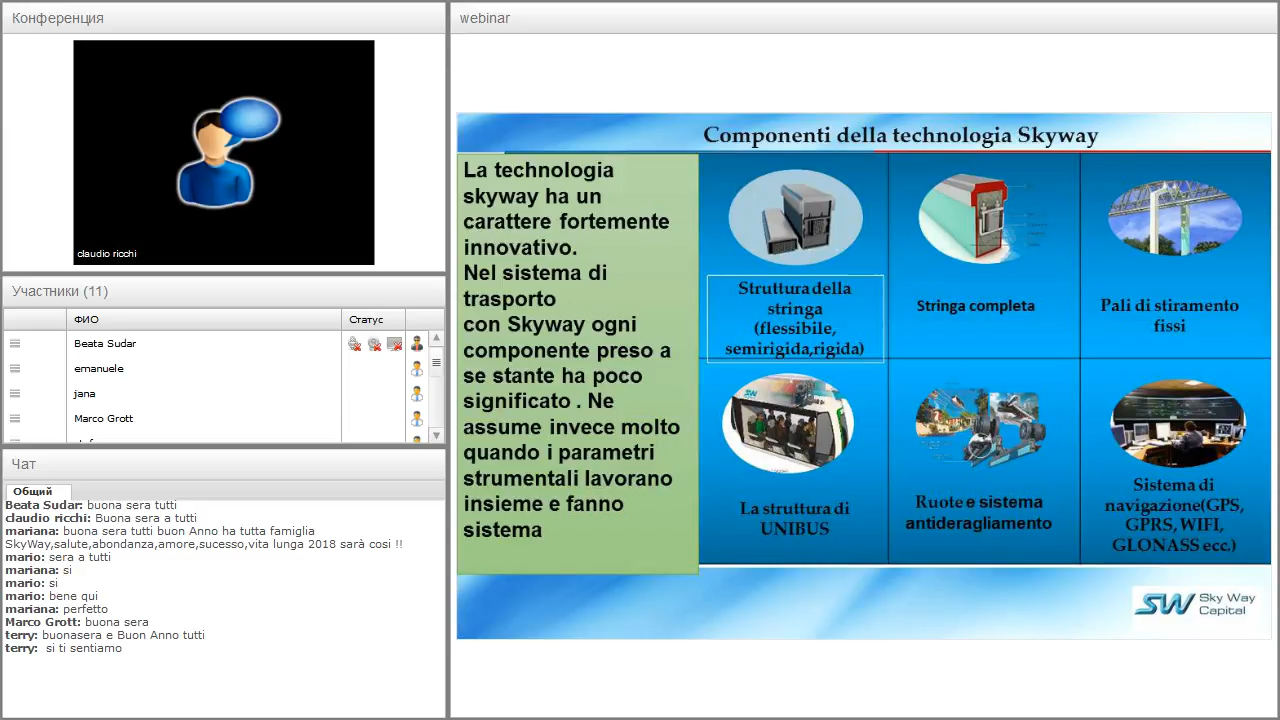 Конференция
claudio ricchi
Участники (11)
ФИО
Статус
Beata Sudar
emanuele
jana
Marco Grott
Чат
Общий
Beata Sudar: buona sera tutti
claudio ricchi: Buona sera a tutti
mariana: buona sera tutti buon Anno ha tutta famiglia
SkyWay,salute,abondanza,amore,sucesso,vita lunga 2018 sarà cosi !!
mario: sera a tutti
mariana: si
mario: si
mario: bene qui
mariana: perfetto
Marco Grott: buona sera
terry: buonasera e Buon Anno tutti
terry: si ti sentiamo
webinar
Componenti della technologia Skyway
La technologia
skyway ha un
carattere fortemente
innovativo.
Nel sistema di
trasporto
con Skyway ogni
componente preso a
se stante ha poco
significato . Ne
assume invece molto
quando i parametri
strumentali lavorano
insieme e fanno
sistema
Struttura della
stringa
(flessibile,
semirigida,rigida)
Stringa completa
Pali di stiramento
fissi
La struttura di
UNIBUS
Ruote e sistema
antideragliamento
Sistema di
navigazione(GPS,
GPRS, WIFI,
GLONASS ecc.)
SW Sky Way
Capital